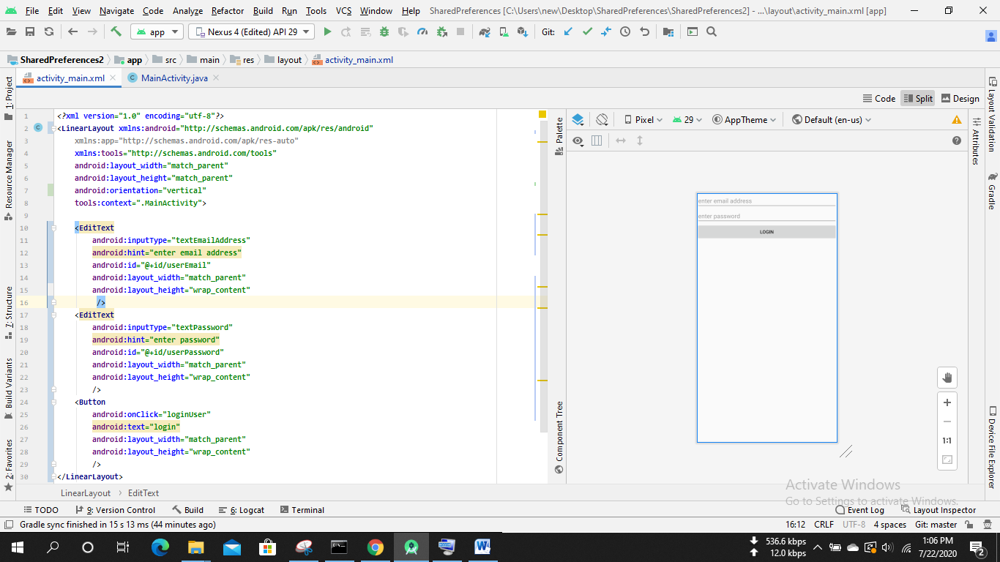 File Edit View Navigate Code Analyze Refactor Build Run Tools VCS Window Help SharedPreferences [C:\Users\new\Desktop\SharedPreferences\SharedPreferences2] - ...\layout\activity_main.xml [app]
app Nexus 4 (Edited) API 29 Git:
SharedPreferences2 app src main res layout activity_main.xml
activity_main.xml MainActivity.java
Code Split Design
1: Project
Resource Manager
7: Structure
Build Variants
2: Favorites
1 <?xml version="1.0" encoding="utf-8"?>
2 <LinearLayout xmlns:android="http://schemas.android.com/apk/res/android"
3 xmlns:app="http://schemas.android.com/apk/res-auto"
4 xmlns:tools="http://schemas.android.com/tools"
5 android:layout_width="match_parent"
6 android:layout_height="match_parent"
7 android:orientation="vertical"
8 tools:context=".MainActivity">
9
10 <EditText
11 android:inputType="textEmailAddress"
12 android:hint="enter email address"
13 android:id="@+id/userEmail"
14 android:layout_width="match_parent"
15 android:layout_height="wrap_content"
16 />
17 <EditText
18 android:inputType="textPassword"
19 android:hint="enter password"
20 android:id="@+id/userPassword"
21 android:layout_width="match_parent"
22 android:layout_height="wrap_content"
23 />
24 <Button
25 android:onClick="loginUser"
26 android:text="login"
27 android:layout_width="match_parent"
28 android:layout_height="wrap_content"
29 />
30 </LinearLayout>
LinearLayout EditText
Palette
Component Tree
Pixel 29 AppTheme Default (en-us)
enter email address
enter password
LOGIN
1:1
Attributes
Layout Validation
Gradle
Device File Explorer
Activate Windows
Go to Settings to activate Windows.
TODO 9: Version Control Build 6: Logcat Terminal Event Log Layout Inspector
Gradle sync finished in 15 s 13 ms (44 minutes ago) 16:12 CRLF UTF-8 4 spaces Git: master
536.6 kbps
12.0 kbps
1:06 PM
7/22/2020
2